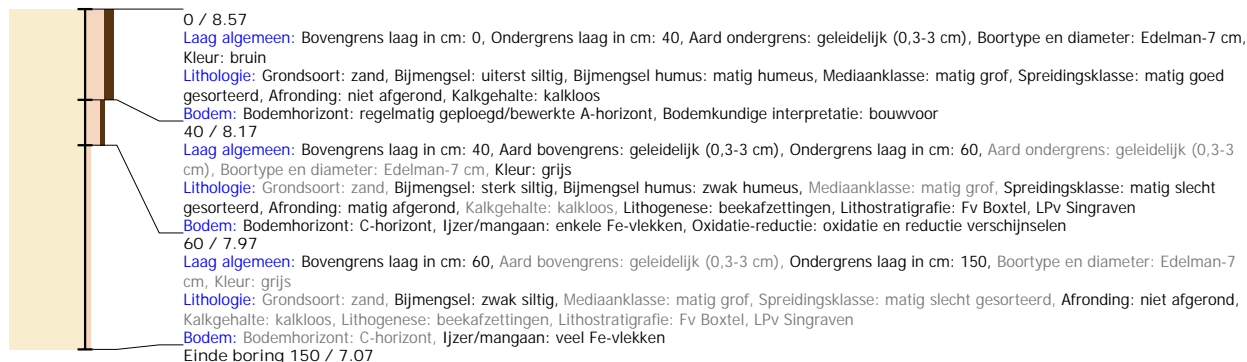 0 / 8.57
Laag algemeen: Bovengrens laag in cm: 0, Ondergrens laag in cm: 40, Aard ondergrens: geleidelijk (0,3-3 cm), Boortype en diameter: Edelman-7 cm,
Kleur: bruin
Lithologie: Grondsoort: zand, Bijmengsel: uiterst siltig, Bijmengsel humus: matig humeus, Mediaanklasse: matig grof, Spreidingsklasse: matig goed
gesorteerd, Afronding: niet afgerond, Kalkgehalte: kalkloos
Bodem: Bodemhorizont: regelmatig geploegd/bewerkte A-horizont, Bodemkundige interpretatie: bouwvoor
40 / 8.17
Laag algemeen: Bovengrens laag in cm: 40, Aard bovengrens: geleidelijk (0,3-3 cm), Ondergrens laag in cm: 60, Aard ondergrens: geleidelijk (0,3-3
cm), Boortype en diameter: Edelman-7 cm, Kleur: grijs
Lithologie: Grondsoort: zand, Bijmengsel: sterk siltig, Bijmengsel humus: zwak humeus, Mediaanklasse: matig grof, Spreidingsklasse: matig slecht
gesorteerd, Afronding: matig afgerond, Kalkgehalte: kalkloos, Lithogenese: beekafzettingen, Lithostratigrafie: Fv Boxtel, LPv Singraven
Bodem: Bodemhorizont: C-horizont, Ijzer/mangaan: enkele Fe-vlekken, Oxidatie-reductie: oxidatie en reductie verschijnselen
60 / 7.97
Laag algemeen: Bovengrens laag in cm: 60, Aard bovengrens: geleidelijk (0,3-3 cm), Ondergrens laag in cm: 150, Boortype en diameter: Edelman-7
cm, Kleur: grijs
Lithologie: Grondsoort: zand, Bijmengsel: zwak siltig, Mediaanklasse: matig grof, Spreidingsklasse: matig slecht gesorteerd, Afronding: niet afgerond,
Kalkgehalte: kalkloos, Lithogenese: beekafzettingen, Lithostratigrafie: Fv Boxtel, LPv Singraven
Bodem: Bodemhorizont: C-horizont, Ijzer/mangaan: veel Fe-vlekken
Einde boring 150 / 7.07